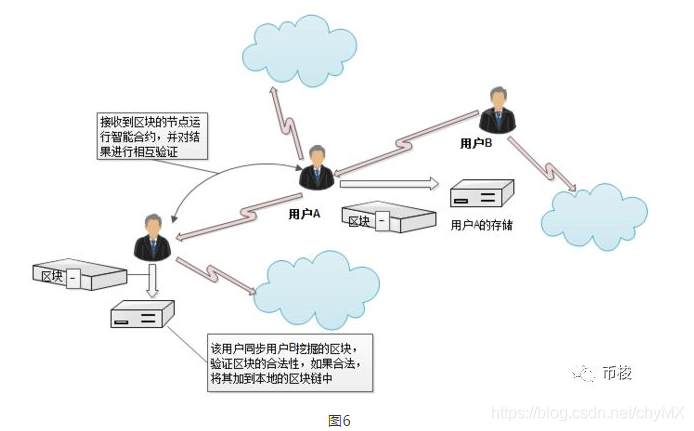 接收到区块的节点运
行智能合约，并对结
果进行相互验证
用户B
用户A
区块
用户A的存储
区块
该用户同步用户B挖掘的区块，
验证区块的合法性，如果合法，
将其加到本地的区块链中
币梭
https://blog.csdn.net/chyMX
图6